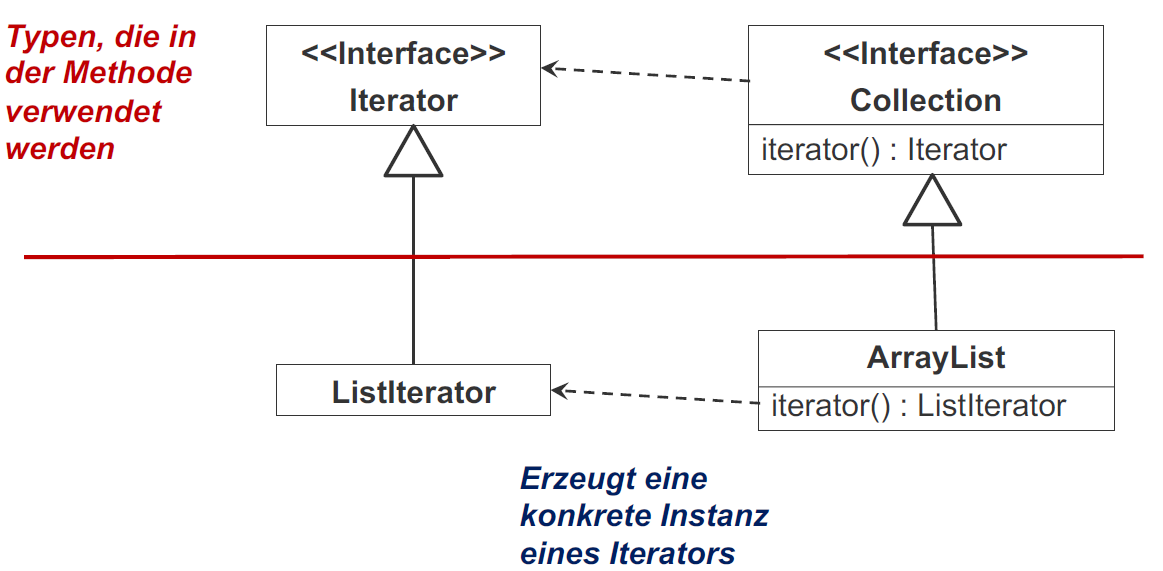 Typen, die in
der Methode
verwendet
werden
<<Interface>>
Iterator
<<Interface>>
Collection
iterator() : Iterator
ListIterator
ArrayList
iterator() : ListIterator
Erzeugt eine
konkrete Instanz
eines Iterators